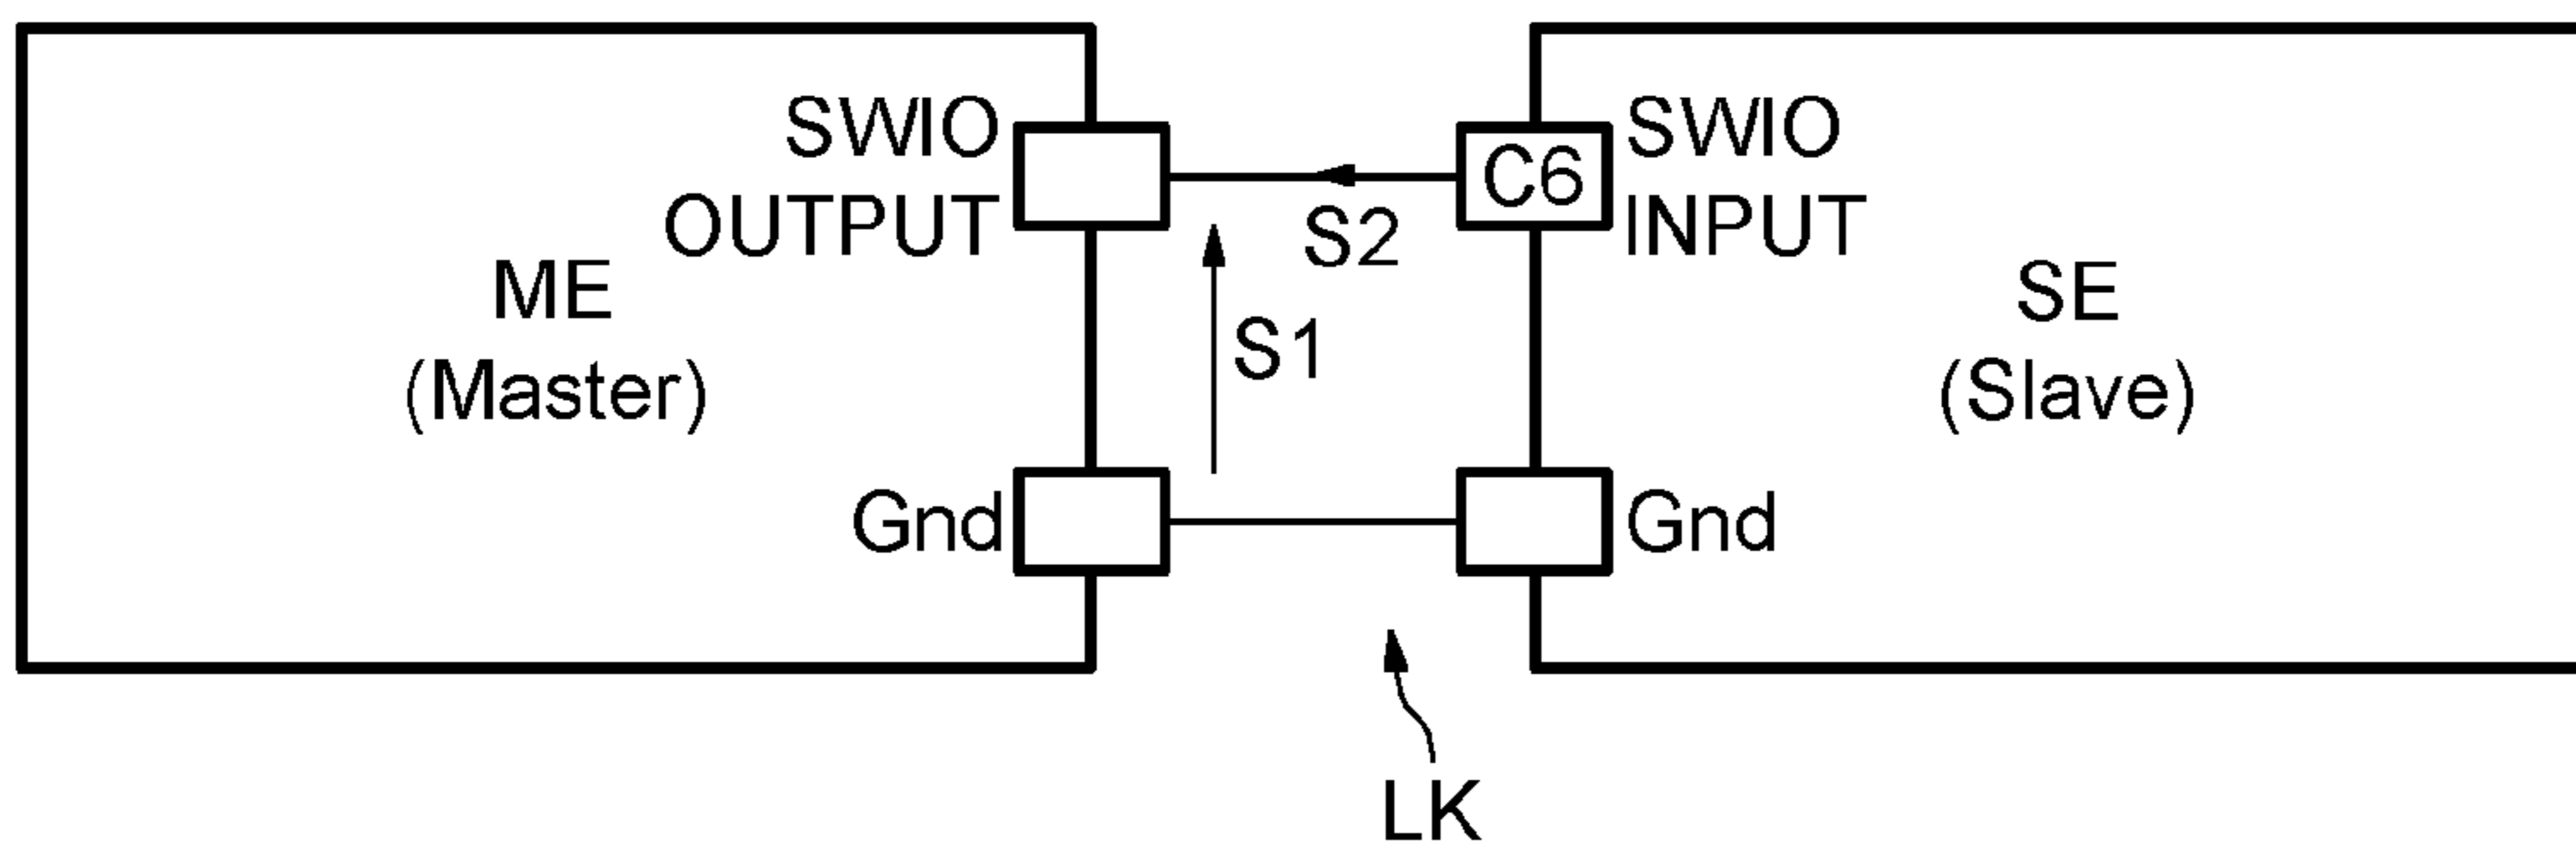 SWIO
OUTPUT
ME
(Master)
Gnd
S1
S2
C6
SWIO
INPUT
SE
(Slave)
Gnd
LK